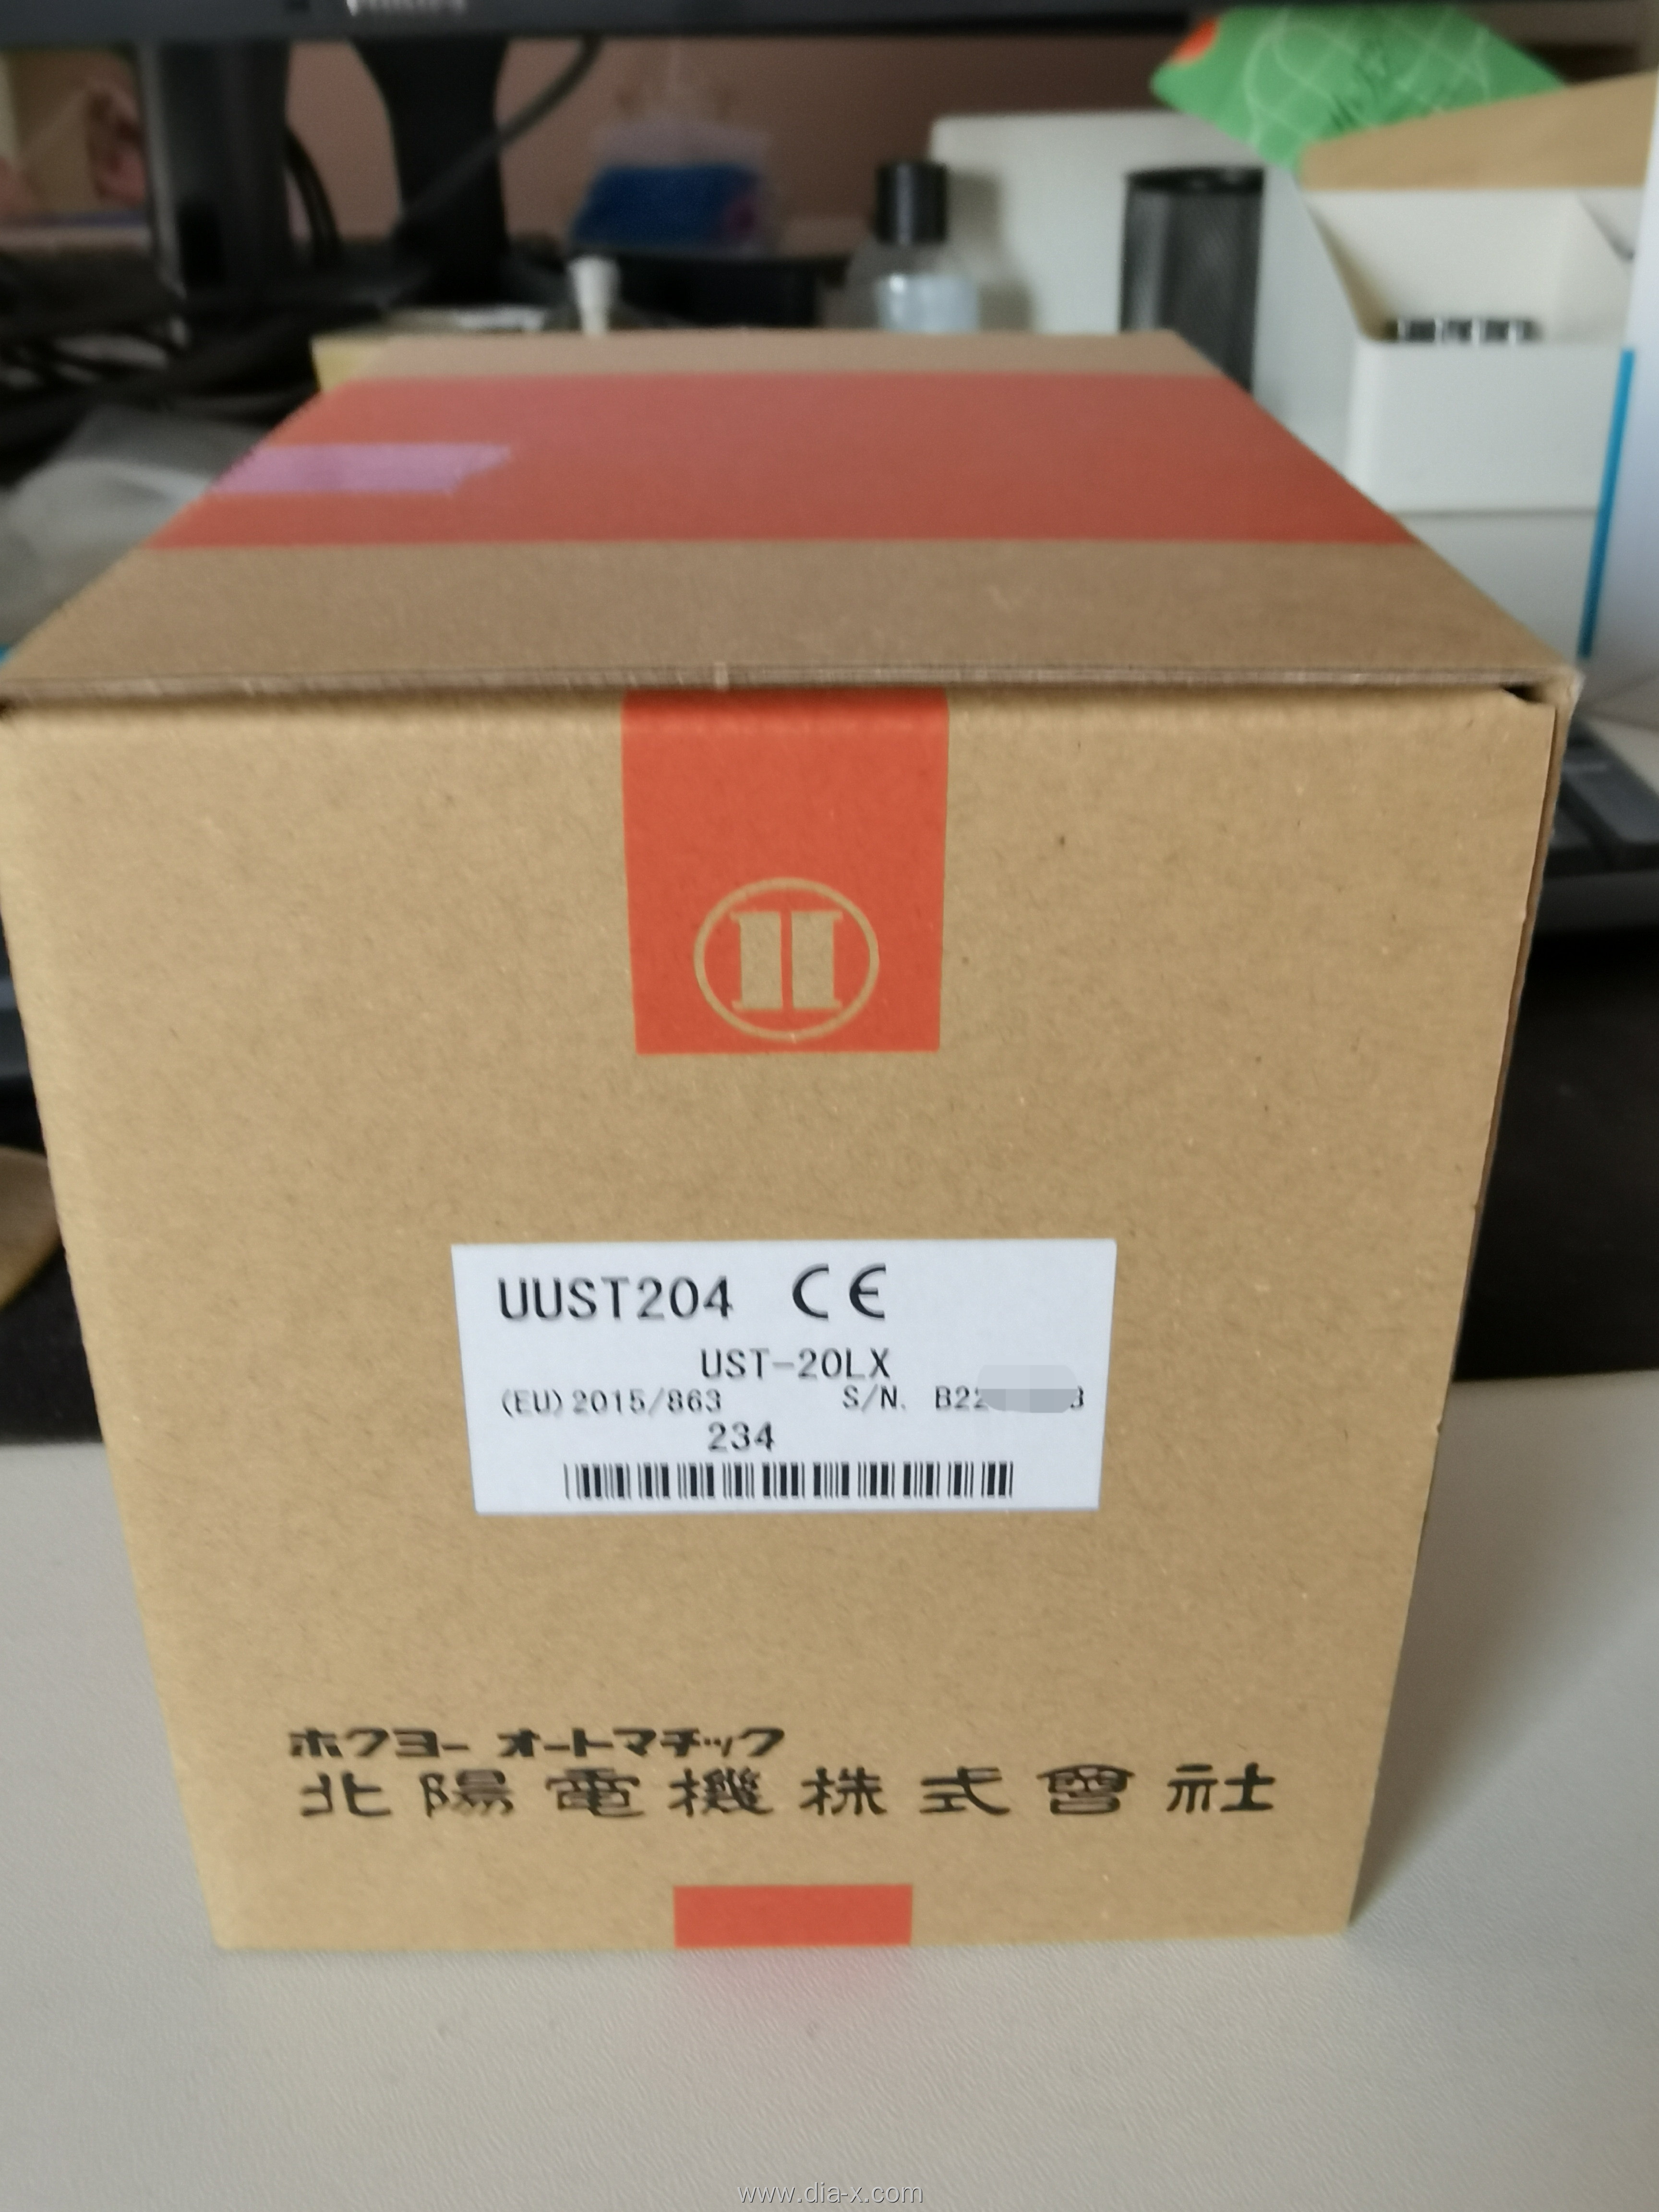 UUST204 CE
UST-20LX
(EU)2015/863 S/N. B22
234
ホクヨー オートマチック
北陽電機株式會社
www.dia-x.com